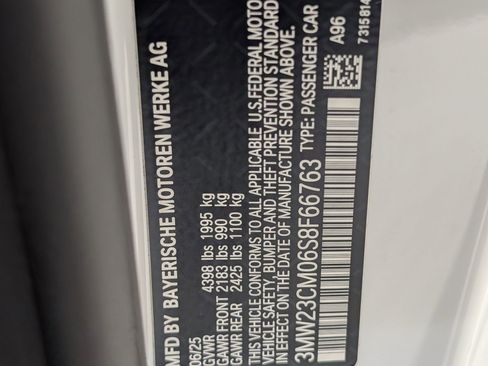 MFD BY BAYERISCHE MOTOREN WERKE AG
06/25
GVWR 4398 lbs 1995 kg
GAWR FRONT 2183 lbs 990 kg
GAWR REAR 2425 lbs 1100 kg
THIS VEHICLE CONFORMS TO ALL APPLICABLE U.S.FEDERAL MOTOR
VEHICLE SAFETY, BUMPER AND THEFT PREVENTION STANDARDS
IN EFFECT ON THE DATE OF MANUFACTURE SHOWN ABOVE.
3MW23CM06S8F66763 TYPE: PASSENGER CAR
A96
7315814